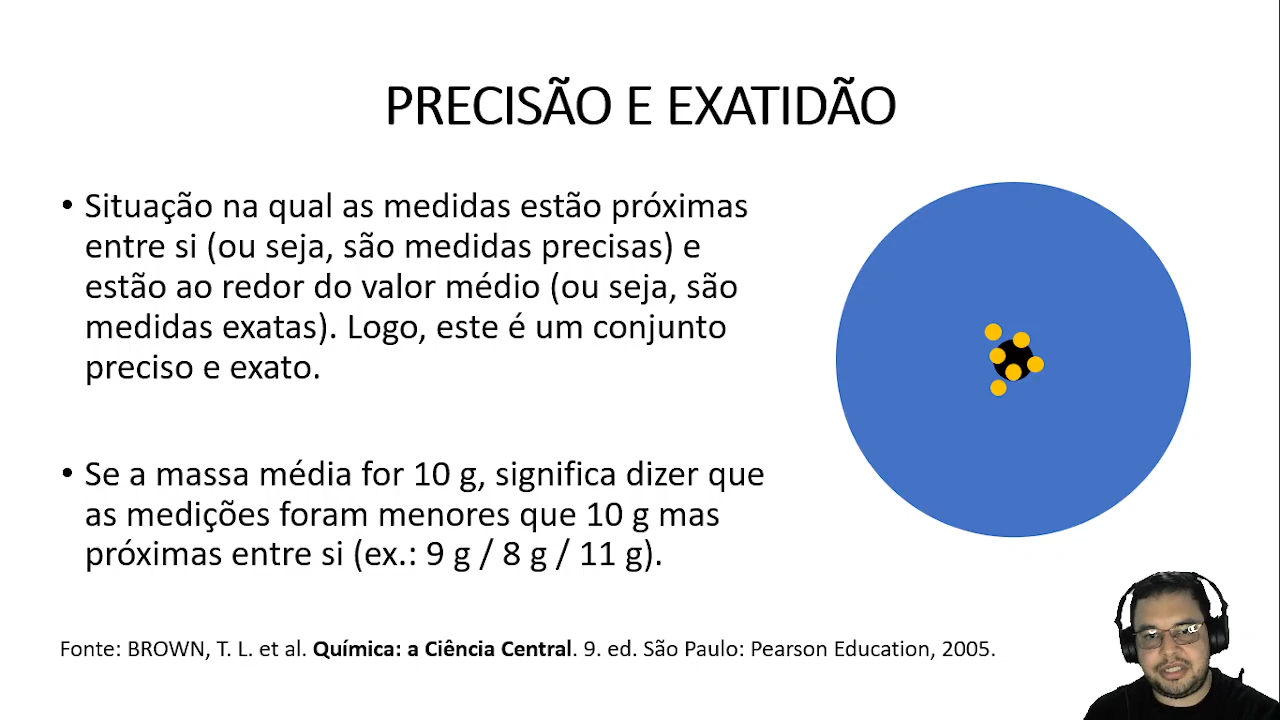 PRECISÃO E EXATIDÃO
• Situação na qual as medidas estão próximas
entre si (ou seja, são medidas precisas) e
estão ao redor do valor médio (ou seja, são
medidas exatas). Logo, este é um conjunto
preciso e exato.
• Se a massa média for 10 g, significa dizer que
as medições foram menores que 10 g mas
próximas entre si (ex.: 9 g / 8 g / 11 g).
Fonte: BROWN, T. L. et al. Química: a Ciência Central. 9. ed. São Paulo: Pearson Education, 2005.